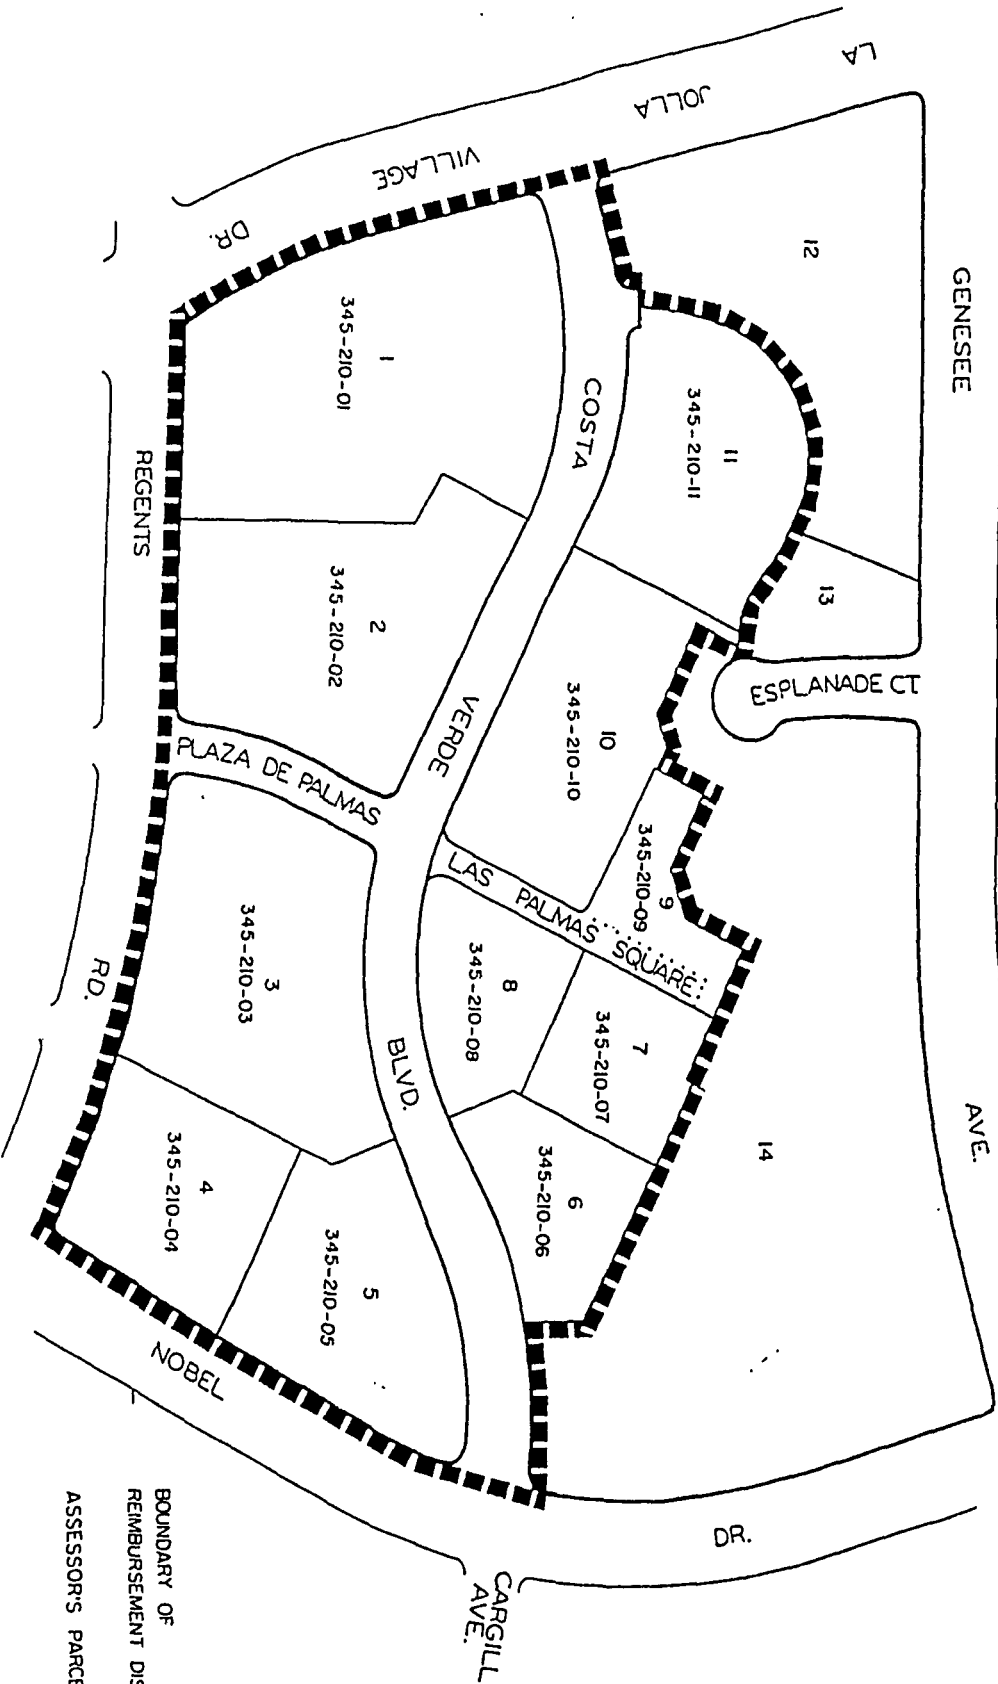 GENESEE
AVE.
LA
JOLLA
VILLAGE
DR.
12
13
ESPLANADE CT
14
11
345-210-11
COSTA
VERDE
BLVD.
10
345-210-10
9
345-210-09
LAS PALMAS SQUARE
8
345-210-08
7
345-210-07
6
345-210-06
1
345-210-01
2
345-210-02
PLAZA DE PALMAS
3
345-210-03
4
345-210-04
5
345-210-05
REGENTS
RD.
NOBEL
DR.
CARGILL
AVE.
BOUNDARY OF
REIMBURSEMENT DIS
ASSESSOR'S PARCE